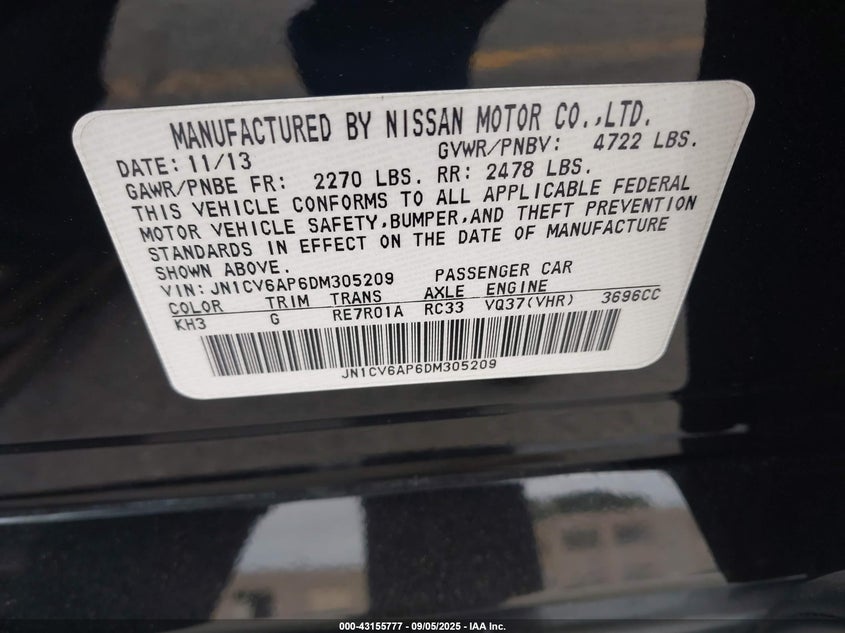 MANUFACTURED BY NISSAN MOTOR CO.,LTD.
DATE: 11/13 GVWR/PNBV: 4722 LBS.
GAWR/PNBE FR: 2270 LBS. RR: 2478 LBS.
THIS VEHICLE CONFORMS TO ALL APPLICABLE FEDERAL
MOTOR VEHICLE SAFETY,BUMPER,AND THEFT PREVENTION
STANDARDS IN EFFECT ON THE DATE OF MANUFACTURE
SHOWN ABOVE.
VIN: JN1CV6AP6DM305209 PASSENGER CAR
COLOR TRIM TRANS AXLE ENGINE
KH3 G RE7R01A RC33 VQ37(VHR) 3696CC
JN1CV6AP6DM305209
000-43155777 - 09/05/2025 - IAA Inc.